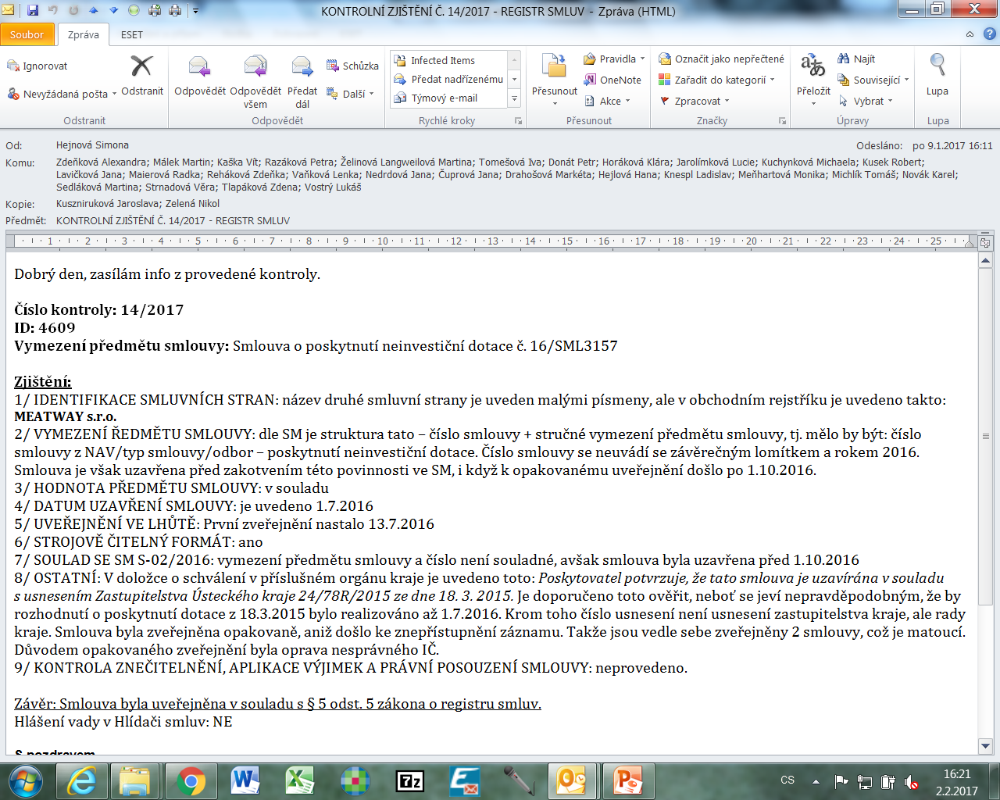 KONTROLNÍ ZJIŠTĚNÍ Č. 14/2017 - REGISTR SMLUV - Zpráva (HTML)
Soubor Zpráva ESET
Ignorovat
Nevyžádaná pošta
Odstranit
Odstranit
Odpovědět Odpovědět všem Předat dál
Schůzka
Další
Odpovědět
Infected Items
Předat nadřízenému
Týmový e-mail
Rychlé kroky
Přesunout
Pravidla
OneNote
Akce
Přesunout
Označit jako nepřečtené
Zařadit do kategorií
Zpracovat
Značky
Přeložit
Najít
Související
Vybrat
Úpravy
Lupa
Lupa
Od: Hejnová Simona Odesláno: po 9.1.2017 16:11
Komu: Zdeňková Alexandra; Málek Martin; Kaška Vít; Razáková Petra; Želinová Langweilová Martina; Tomešová Iva; Donát Petr; Horáková Klára; Jarolímková Lucie; Kuchynková Michaela; Kusek Robert;
Lavičková Jana; Maierová Radka; Reháková Zdeňka; Vaňková Lenka; Nedrdová Jana; Čuprová Jana; Drahošová Markéta; Hejlová Hana; Knespl Ladislav; Meňhartová Monika; Michlík Tomáš; Novák Karel;
Sedláková Martina; Strnadová Věra; Tlapáková Zdena; Vostrý Lukáš
Kopie: Kuszniruková Jaroslava; Zelená Nikol
Předmět: KONTROLNÍ ZJIŠTĚNÍ Č. 14/2017 - REGISTR SMLUV
1 2 3 4 5 6 7 8 9 10 11 12 13 14 15 16 17 18 19 20 21 22 23 24 25
Dobrý den, zasílám info z provedené kontroly.
Číslo kontroly: 14/2017
ID: 4609
Vymezení předmětu smlouvy: Smlouva o poskytnutí neinvestiční dotace č. 16/SML3157
Zjištění:
1/ IDENTIFIKACE SMLUVNÍCH STRAN: název druhé smluvní strany je uveden malými písmeny, ale v obchodním rejstříku je uvedeno takto:
MEATWAY s.r.o.
2/ VYMEZENÍ ŘEDMĚTU SMLOUVY: dle SM je struktura tato – číslo smlouvy + stručné vymezení předmětu smlouvy, tj. mělo by být: číslo
smlouvy z NAV/typ smlouvy/odbor – poskytnutí neinvestiční dotace. Číslo smlouvy se neuvádí se závěrečným lomítkem a rokem 2016.
Smlouva je však uzavřena před zakotvením této povinnosti ve SM, i když k opakovanému uveřejnění došlo po 1.10.2016.
3/ HODNOTA PŘEDMĚTU SMLOUVY: v souladu
4/ DATUM UZAVŘENÍ SMLOUVY: je uvedeno 1.7.2016
5/ UVEŘEJNĚNÍ VE LHŮTĚ: První zveřejnění nastalo 13.7.2016
6/ STROJOVĚ ČITELNÝ FORMÁT: ano
7/ SOULAD SE SM S-02/2016: vymezení předmětu smlouvy a číslo není souladné, avšak smlouva byla uzavřena před 1.10.2016
8/ OSTATNÍ: V doložce o schválení v příslušném orgánu kraje je uvedeno toto: Poskytovatel potvrzuje, že tato smlouva je uzavírána v souladu
s usnesením Zastupitelstva Ústeckého kraje 24/78R/2015 ze dne 18. 3. 2015. Je doporučeno toto ověřit, neboť se jeví nepravděpodobným, že by
rozhodnutí o poskytnutí dotace z 18.3.2015 bylo realizováno až 1.7.2016. Krom toho číslo usnesení není usnesení zastupitelstva kraje, ale rady
kraje. Smlouva byla zveřejněna opakovaně, aniž došlo ke znepřístupnění záznamu. Takže jsou vedle sebe zveřejněny 2 smlouvy, což je matoucí.
Důvodem opakovaného zveřejnění byla oprava nesprávného IČ.
9/ KONTROLA ZNEČITELNĚNÍ, APLIKACE VÝJIMEK A PRÁVNÍ POSOUZENÍ SMLOUVY: neprovedeno.
Závěr: Smlouva byla uveřejněna v souladu s § 5 odst. 5 zákona o registru smluv.
Hlášení vady v Hlídači smluv: NE
S pozdravem
CS 16:21
2.2.2017